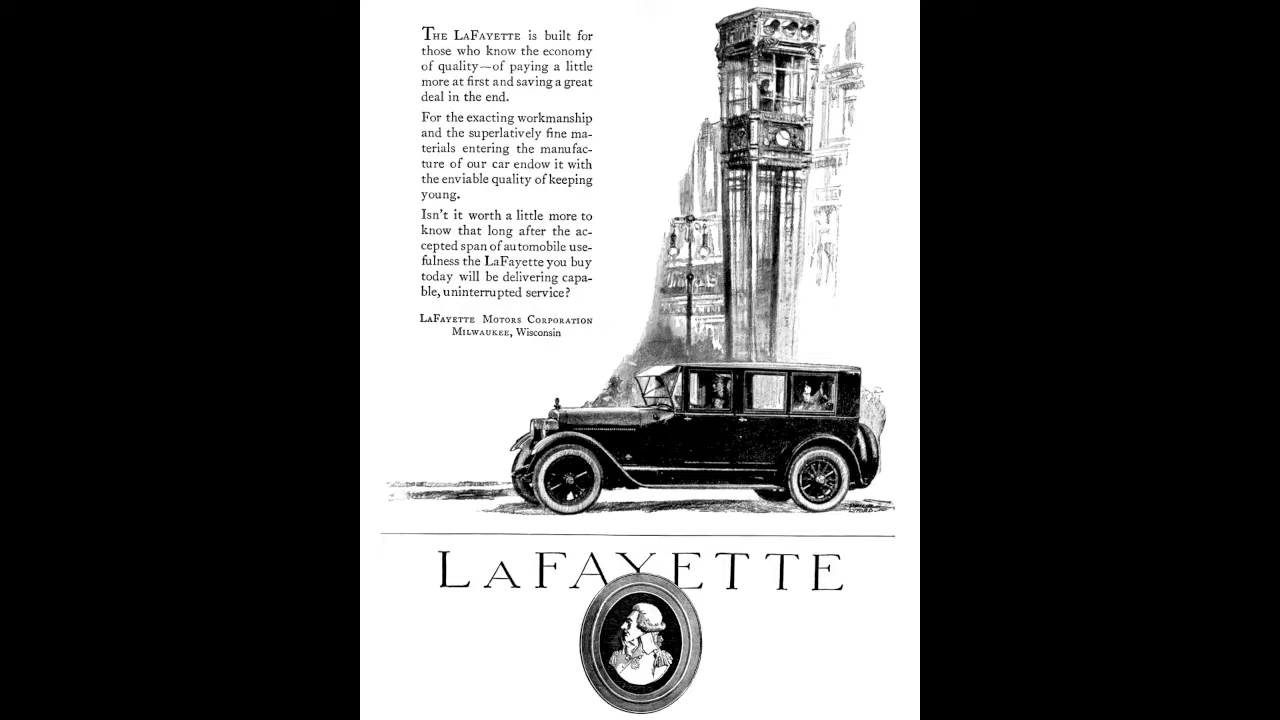 THE LAFAYETTE is built for
those who know the economy
of quality—of paying a little
more at first and saving a great
deal in the end.
For the exacting workmanship
and the superlatively fine ma-
terials entering the manufac-
ture of our car endow it with
the enviable quality of keeping
young.
Isn't it worth a little more to
know that long after the ac-
cepted span of automobile use-
fulness the LAFAYETTE you buy
today will be delivering capa-
ble, uninterrupted service?
LAFAYETTE MOTORS CORPORATION
MILWAUKEE, Wisconsin
LAFAYETTE